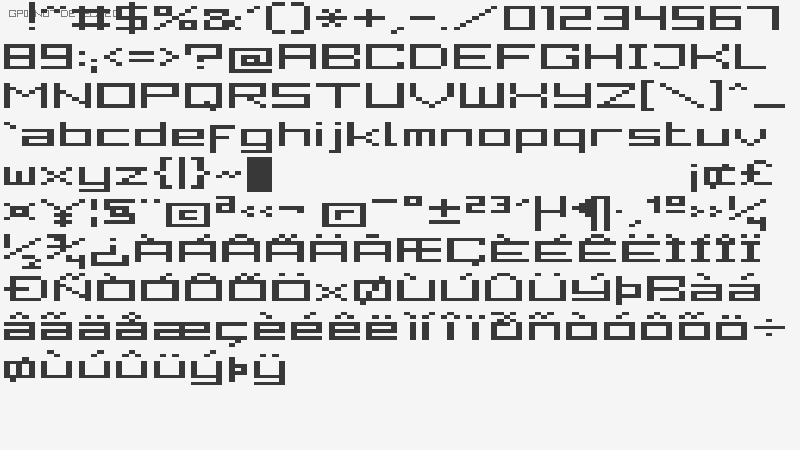 !"#$%&'()*+,-./01234567
89:;<=>?@ABCDEFGHIJKL
MNOPQRSTUVWXYZ[\]^_
`abcdefghijklmnopqrstuv
wxyz{|}~ ¡¢£
¤¥¦§¨©ª«¬ ®¯°±²³´µ¶·¸¹º»¼
½¾¿ÀÁÂÃÄÅÆÇÈÉÊËÌÍÎÏ
ÐÑÒÓÔÕÖ×ØÙÚÛÜÝÞßàá
âãäåæçèéêëìíîïðñòóôõö÷
øùúûüýþÿ